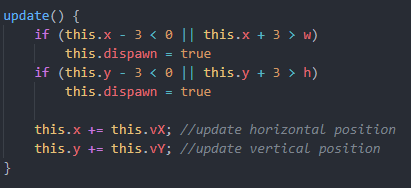 update() {
    if (this.x - 3 < 0 || this.x + 3 > w)
        this.dispawn = true
    if (this.y - 3 < 0 || this.y + 3 > h)
        this.dispawn = true

    this.x += this.vX; //update horizontal position
    this.y += this.vY; //update vertical position
}